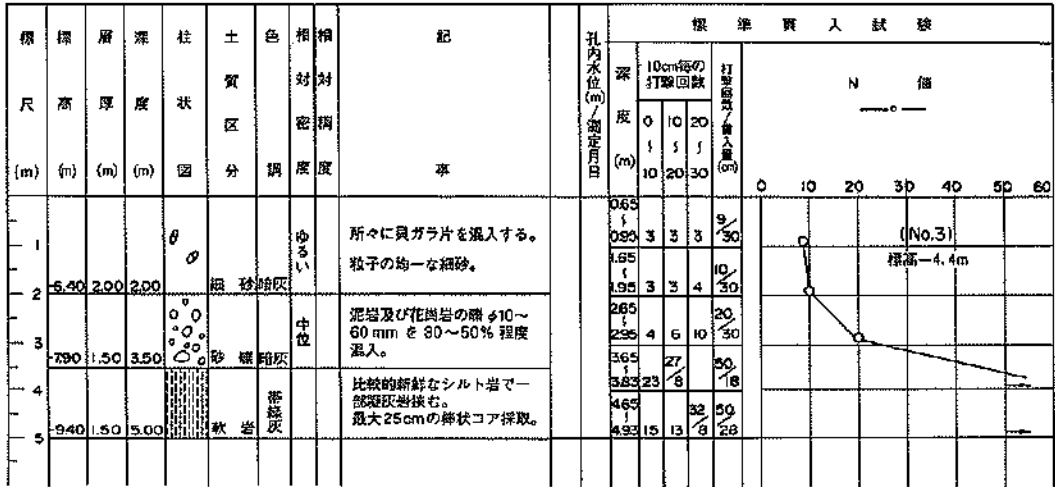 標尺(m) 標高(m) 層厚(m) 深度(m) 柱状図 土質区分 色調 相対密度 相対稠度 記事 孔内水位(m)/測定月日 標準貫入試験
深度(m) 10cm毎の打撃回数 打撃回数/貫入量(cm) N値
0〜10 10〜20 20〜30
0 10 20 30 40 50 60
0.65〜0.95 3 3 3 9/30
(No.3)
標高-4.4m
1 ゆるい 所々に貝ガラ片を混入する。
粒子の均一な細砂。
1.65〜1.95 3 3 4 10/30
-6.40 2.00 2.00 細砂 暗灰
2
中位 泥岩及び花崗岩の礫 φ10〜
60mmを30〜50%程度
混入。
2.65〜2.95 4 6 10 20/30
3 -7.90 1.50 3.50 砂礫 暗灰
3.65〜3.83 23 27/8 50/18
4 比較的新鮮なシルト岩で一
部凝灰岩挟む。
最大25cmの棒状コア採取。
-9.40 1.50 5.00 軟岩 帯緑灰
4.65〜4.93 15 13 32/8 50/28
5